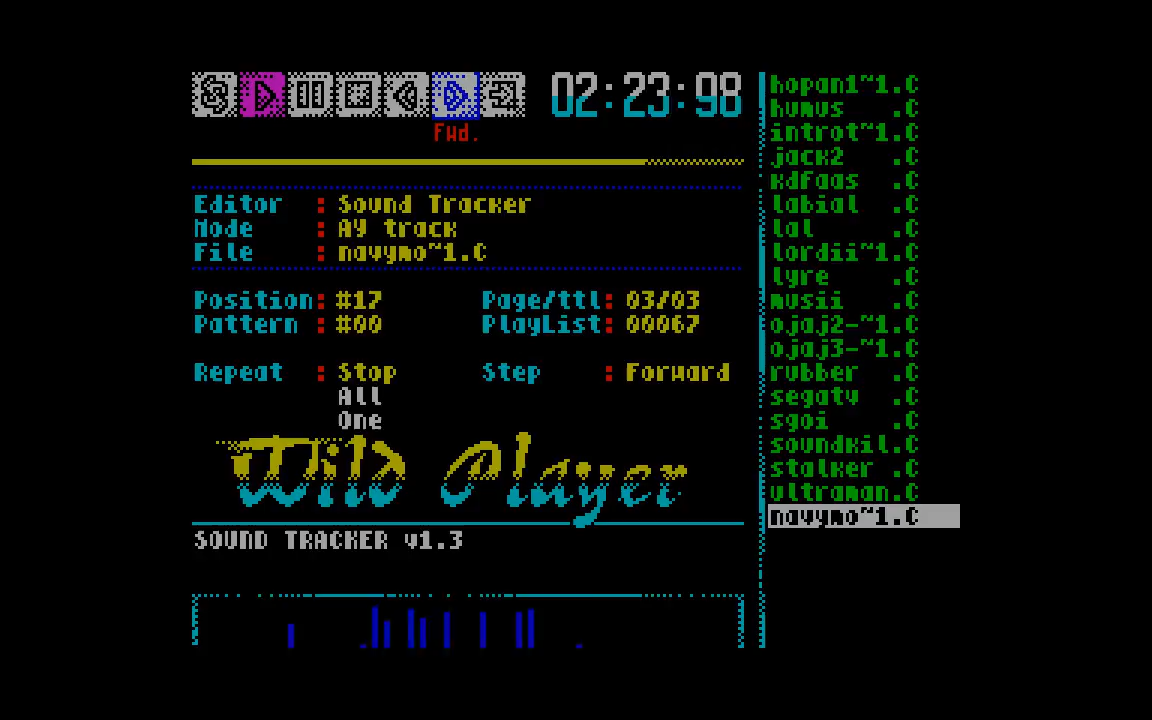 02:23:98
Fwd.
Editor : Sound Tracker
Mode : AY track
File : navymo~1.C
Position: #17 Page/ttl: 03/03
Pattern : #00 PlayList: 00067
Repeat : Stop Step : Forward
All
One
Wild Player
SOUND TRACKER v1.3
hopan1~1.C
humus .C
introt~1.C
jack2 .C
kdfaas .C
labial .C
lal .C
lordii~1.C
lyre .C
musii .C
ojaj2-~1.C
ojaj3-~1.C
rubber .C
segatv .C
sgoi .C
soundkil.C
stalker .C
ultraman.C
navymo~1.C